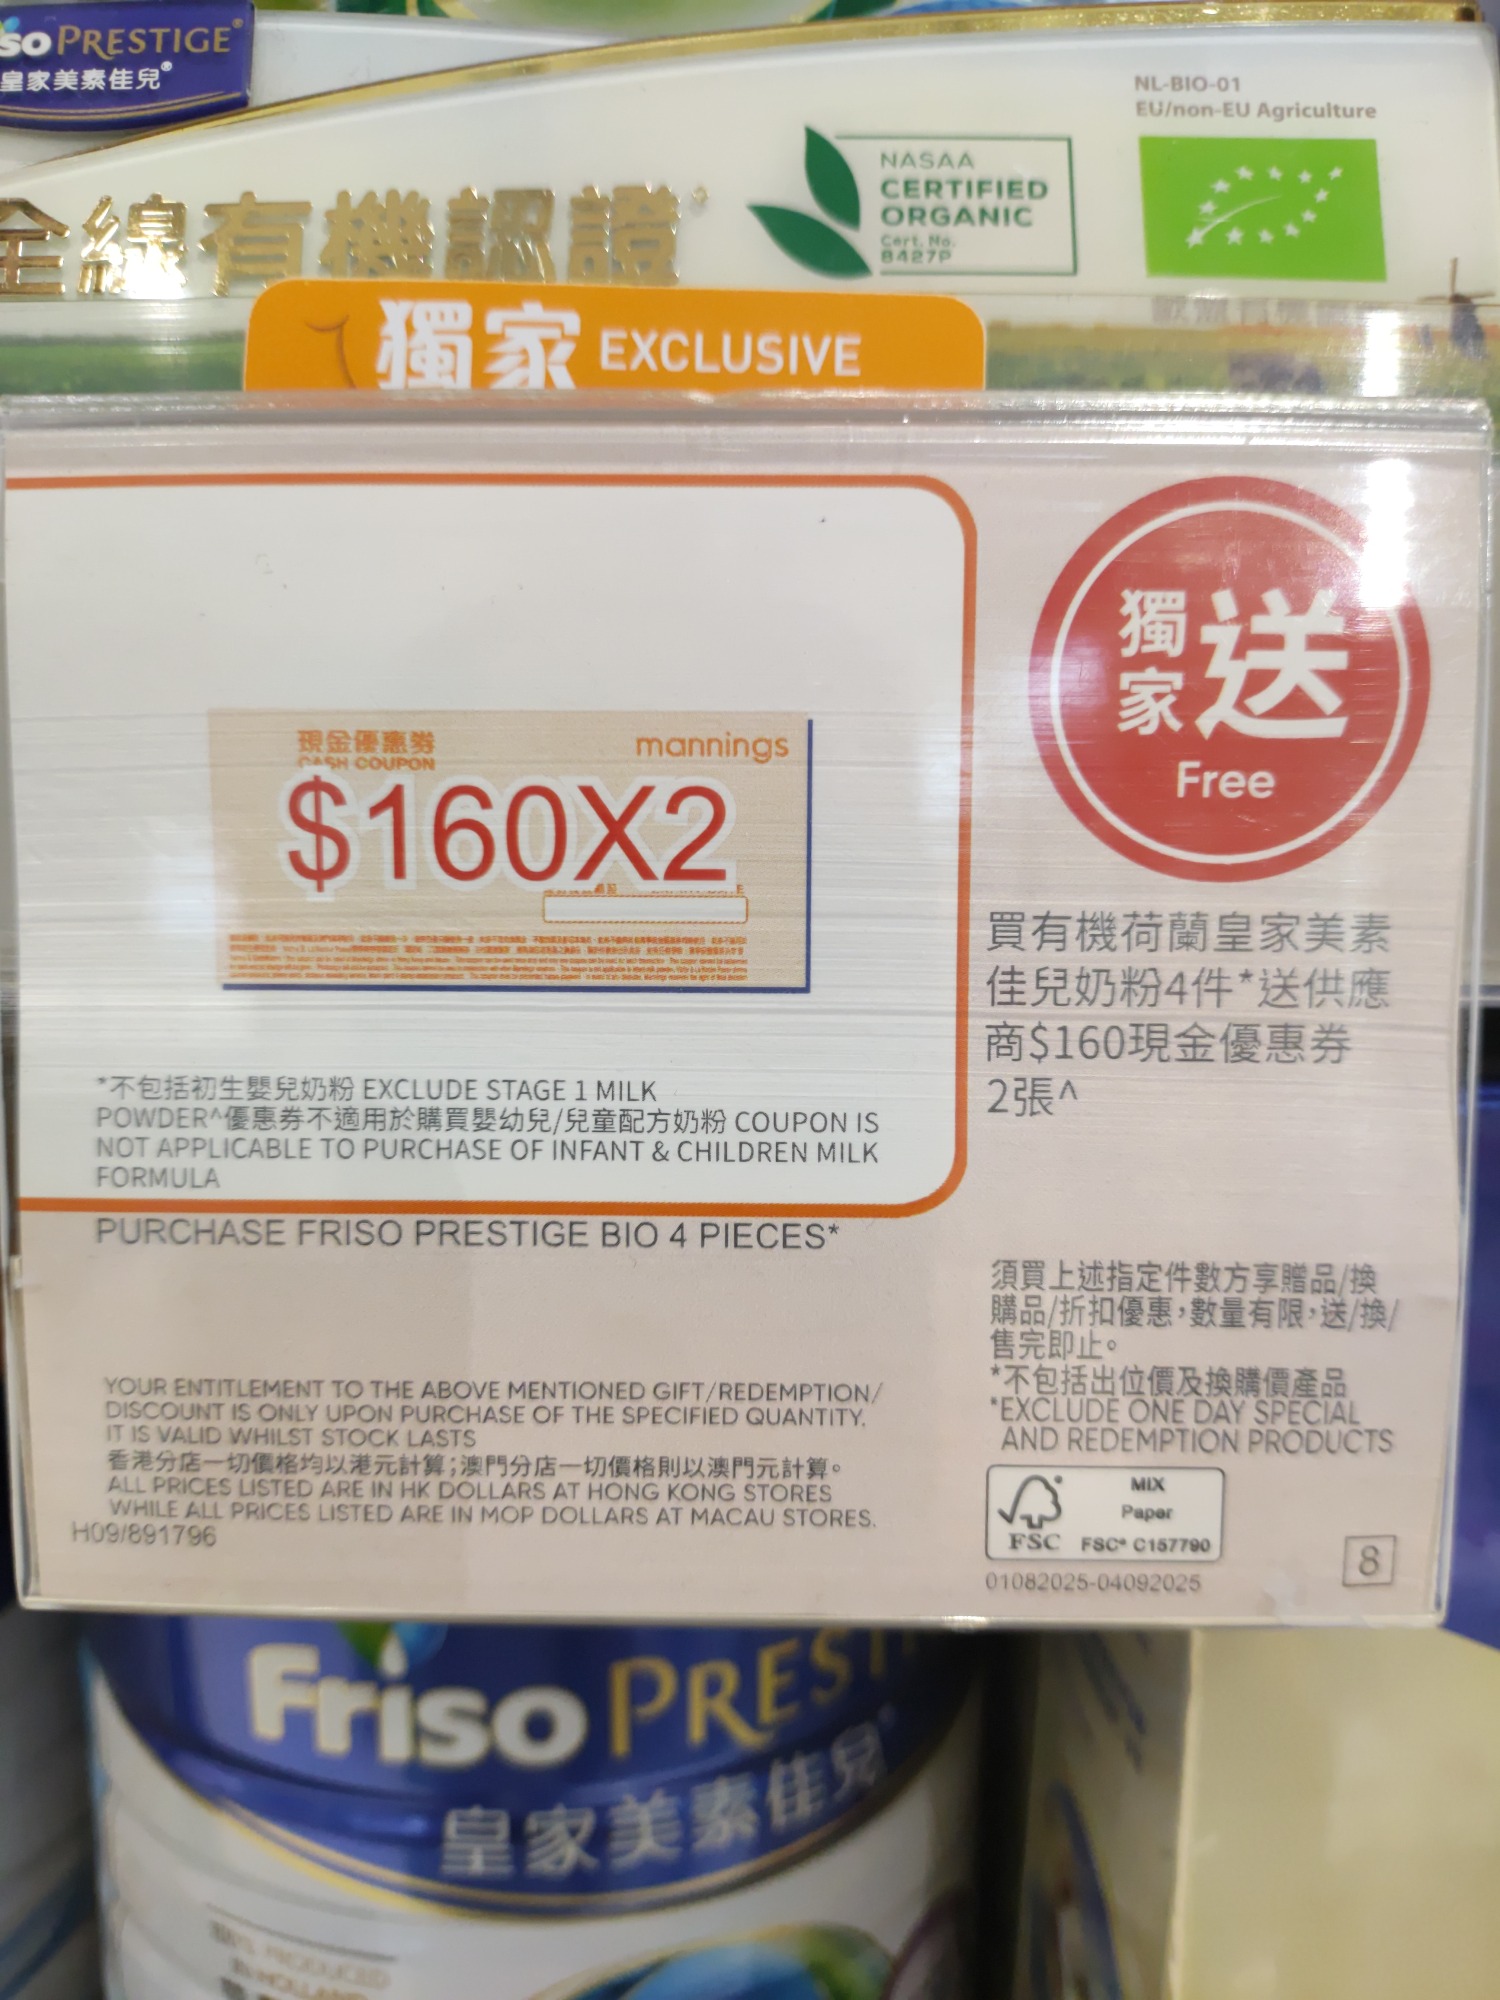 so PRESTIGE®
皇家美素佳兒®
NL-BIO-01
EU/non-EU Agriculture
NASAA
CERTIFIED
ORGANIC
Cert. No.
8427P
全線有機認證
獨家 EXCLUSIVE
獨家 送
Free
現金優惠券
CASH COUPON
mannings
$160X2
買有機荷蘭皇家美素
佳兒奶粉4件*送供應
商$160現金優惠券
2張^
*不包括初生嬰兒奶粉 EXCLUDE STAGE 1 MILK
POWDER^優惠券不適用於購買嬰幼兒/兒童配方奶粉 COUPON IS
NOT APPLICABLE TO PURCHASE OF INFANT & CHILDREN MILK
FORMULA
PURCHASE FRISO PRESTIGE BIO 4 PIECES*
須買上述指定件數方享贈品/換
購品/折扣優惠，數量有限，送/換/
售完即止。
*不包括出位價及換購價產品
*EXCLUDE ONE DAY SPECIAL
AND REDEMPTION PRODUCTS
YOUR ENTITLEMENT TO THE ABOVE MENTIONED GIFT/REDEMPTION/
DISCOUNT IS ONLY UPON PURCHASE OF THE SPECIFIED QUANTITY.
IT IS VALID WHILST STOCK LASTS
香港分店一切價格均以港元計算；澳門分店一切價格則以澳門元計算。
ALL PRICES LISTED ARE IN HK DOLLARS AT HONG KONG STORES
WHILE ALL PRICES LISTED ARE IN MOP DOLLARS AT MACAU STORES.
H09/891796
FSC
MIX
Paper
FSC® C157790
01082025-04092025
8
Friso PREST
皇家美素佳兒